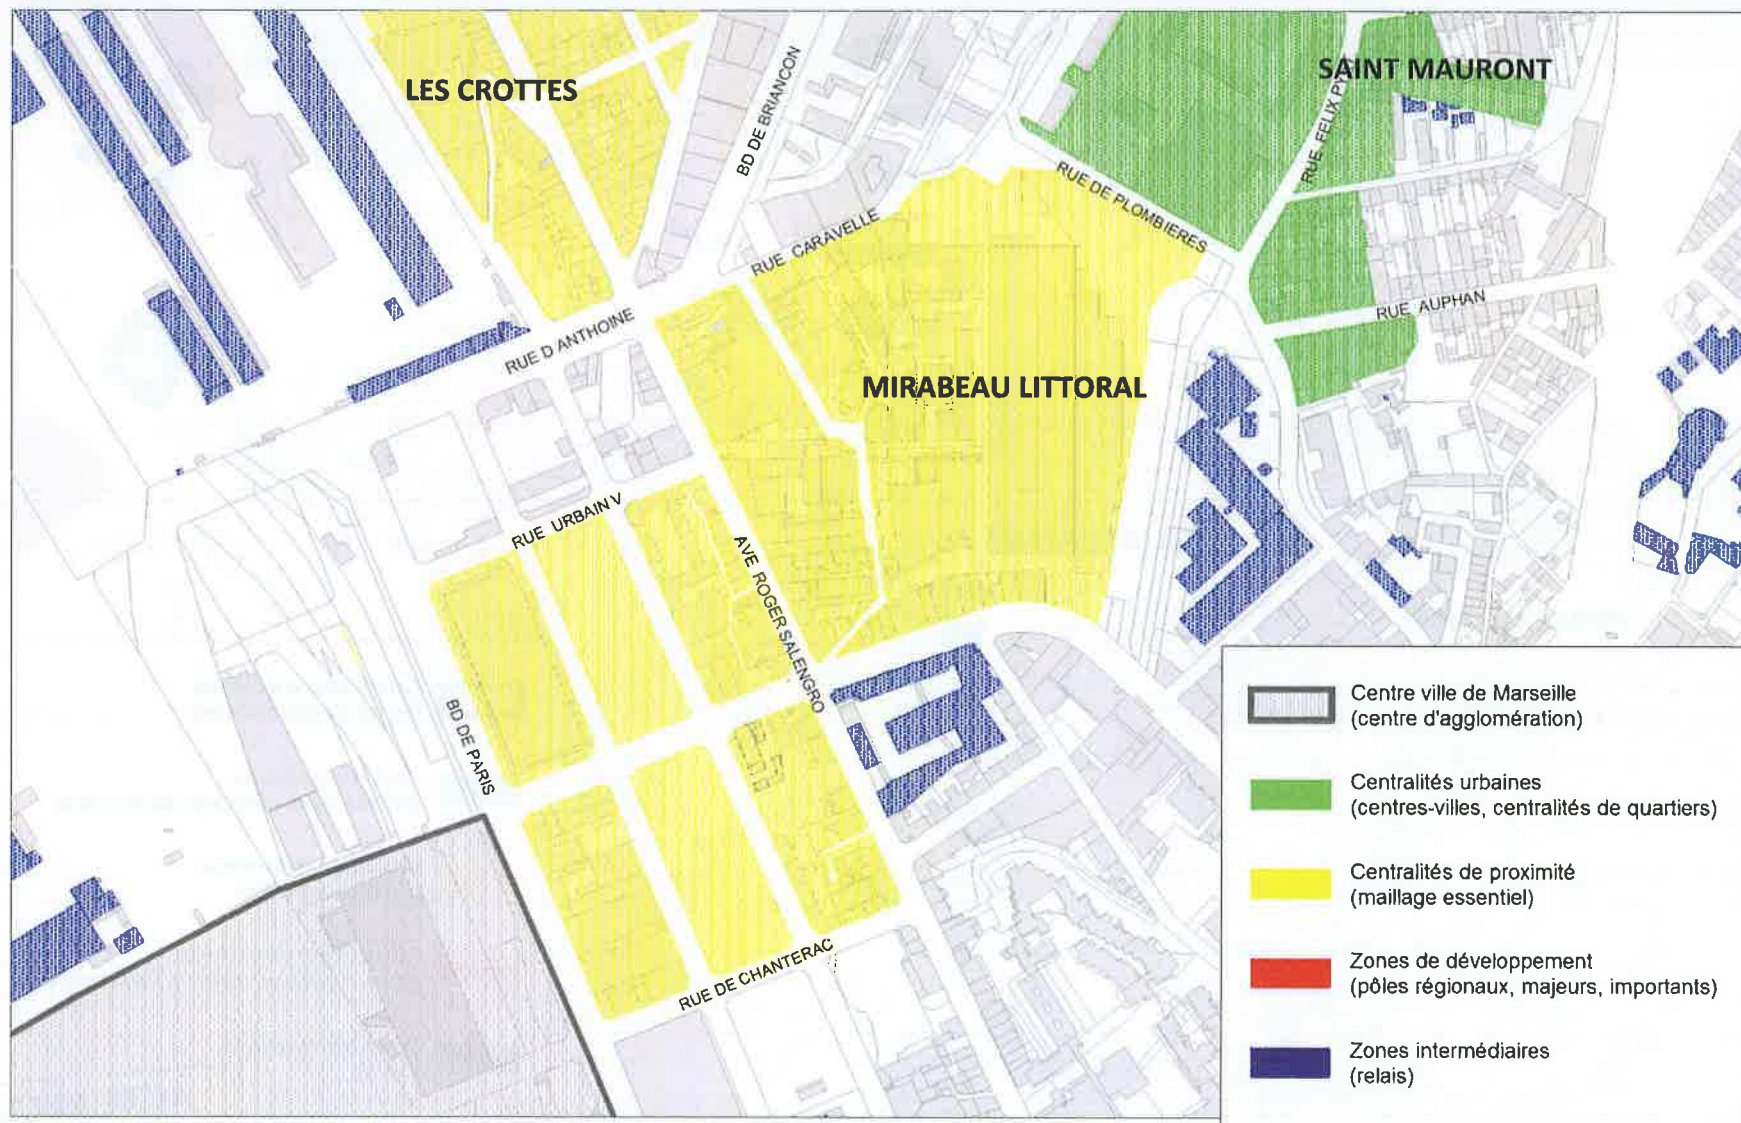 LES CROTTES
SAINT MAURONT
BD DE BRIANCON
RUE FELIX PY
RUE DE PLOMBIERES
RUE CARAVELLE
RUE AUPHAN
RUE D ANTHOINE
MIRABEAU LITTORAL
RUE URBAIN V
AVE ROGER SALENGRO
BD DE PARIS
RUE DE CHANTERAC
Centre ville de Marseille
(centre d'agglomération)
Centralités urbaines
(centres-villes, centralités de quartiers)
Centralités de proximité
(maillage essentiel)
Zones de développement
(pôles régionaux, majeurs, importants)
Zones intermédiaires
(relais)